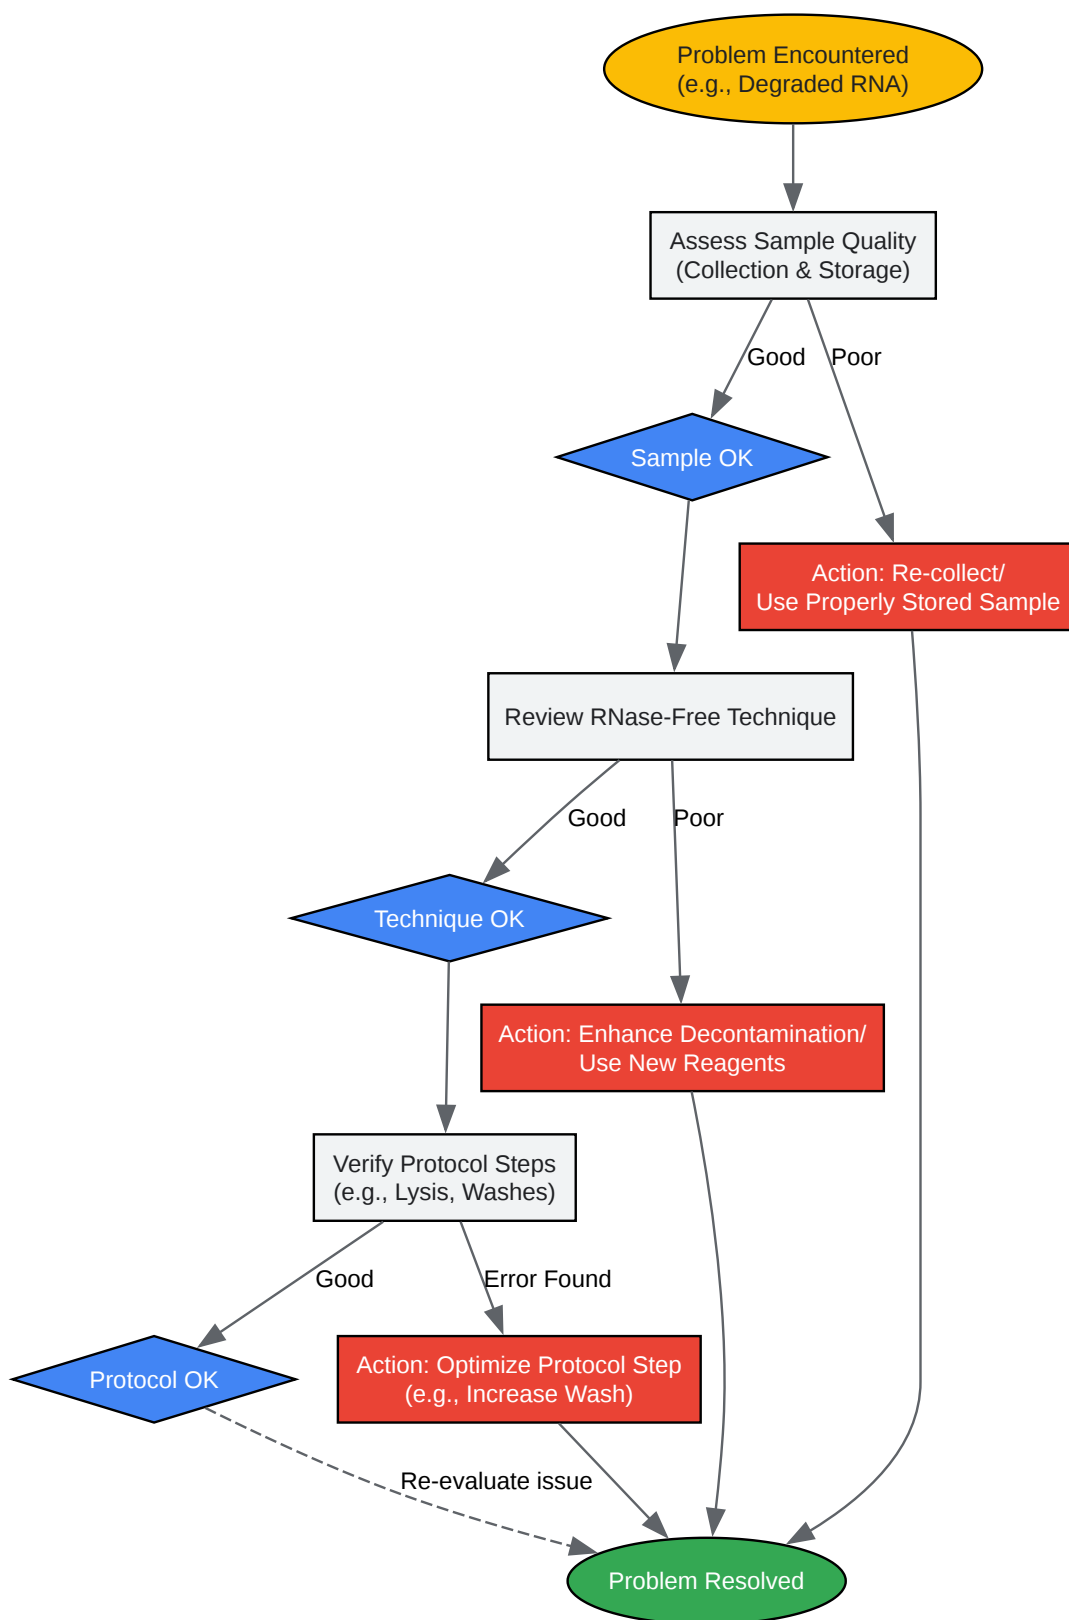 Problem Encountered
(e.g., Degraded RNA)
Assess Sample Quality
(Collection & Storage)
Good
Poor
Sample OK
Action: Re-collect/
Use Properly Stored Sample
Review RNase-Free Technique
Good
Poor
Technique OK
Action: Enhance Decontamination/
Use New Reagents
Verify Protocol Steps
(e.g., Lysis, Washes)
Good
Error Found
Protocol OK
Action: Optimize Protocol Step
(e.g., Increase Wash)
Re-evaluate issue
Problem Resolved